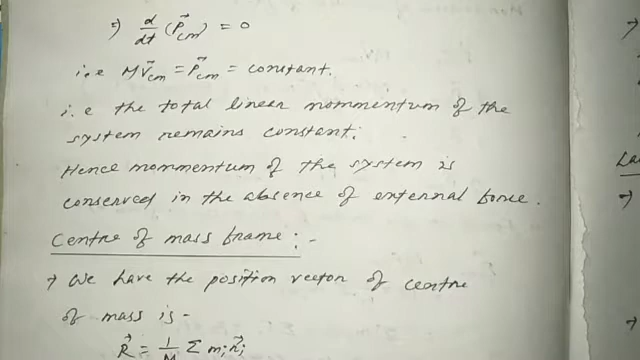 ⇒ d/dt (P⃗cm) = 0
i.e MV⃗cm = P⃗cm = constant.
i.e the total linear mommentum of the
system remains constant.
Hence mommentum of the system is
conserved in the absence of external force.
Centre of mass frame:-
→ We have the position vector of centre
of mass is -
R⃗ = 1/M Σ mᵢr⃗ᵢ